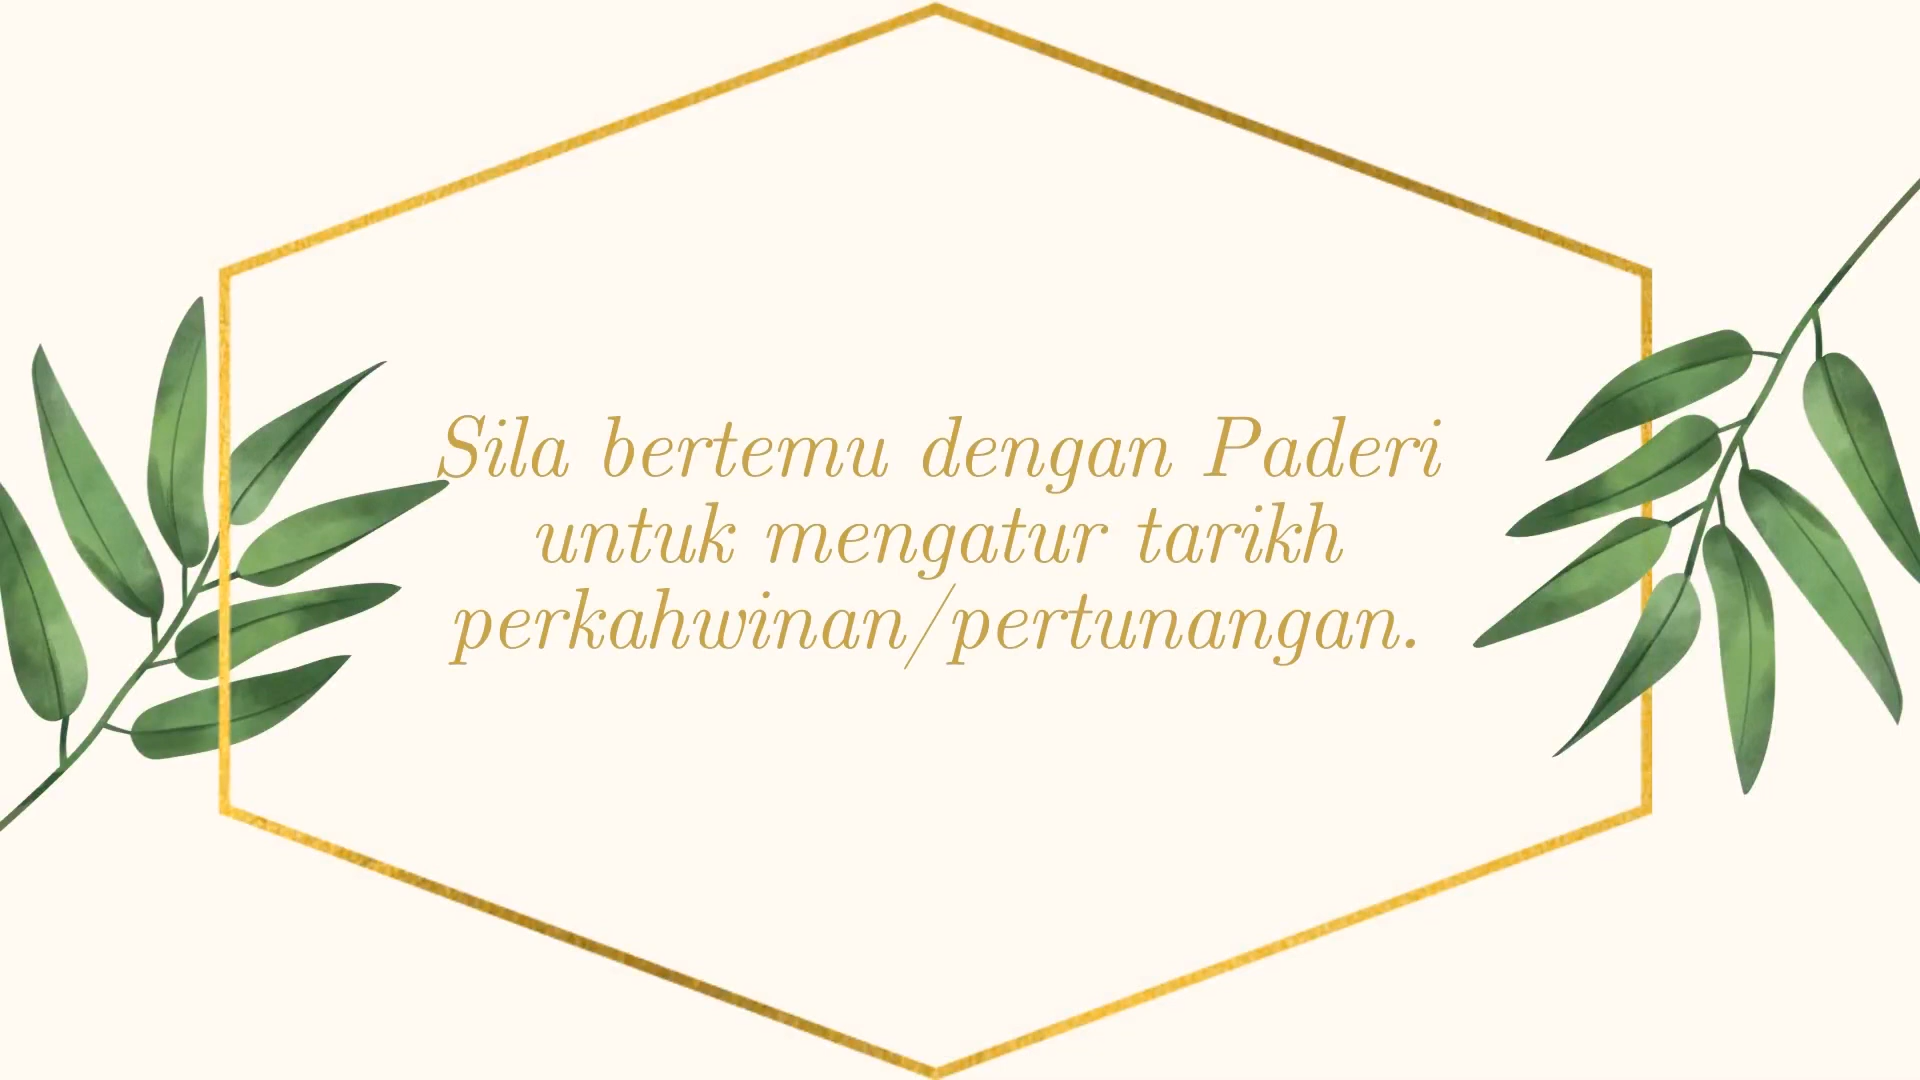 Sila bertemu dengan Paderi
untuk mengatur tarikh
perkahwinan/pertunangan.